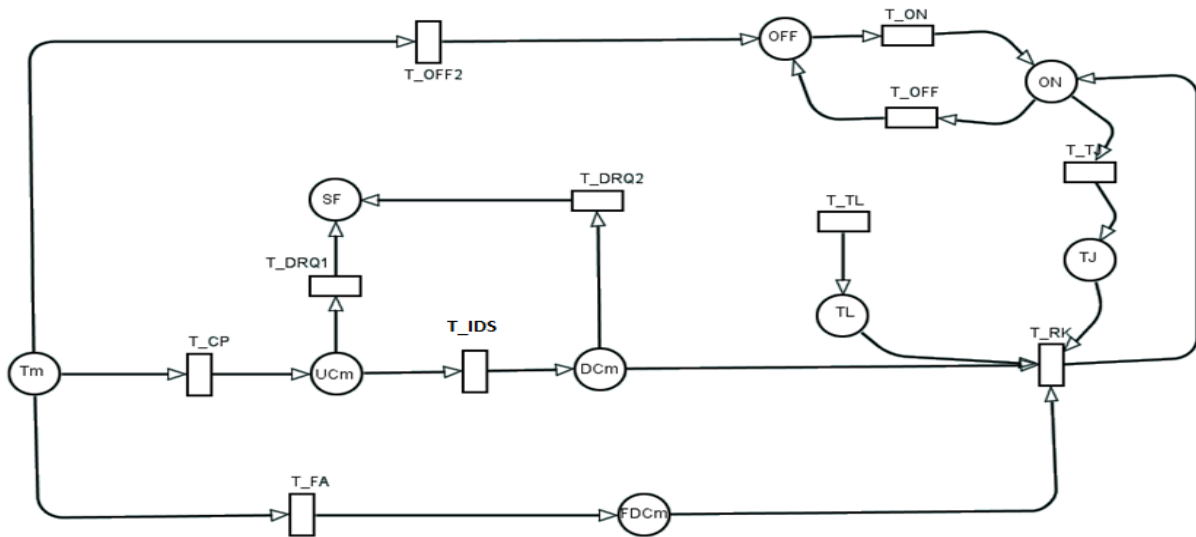 T_ON
OFF
T_OFF2
ON
T_OFF
T_TJ
T_DRQ2
SF
T_TL
T_DRQ1
TJ
TL
T_IDS
T_CP
T_RK
Tm
UCm
DCm
T_FA
FDCm